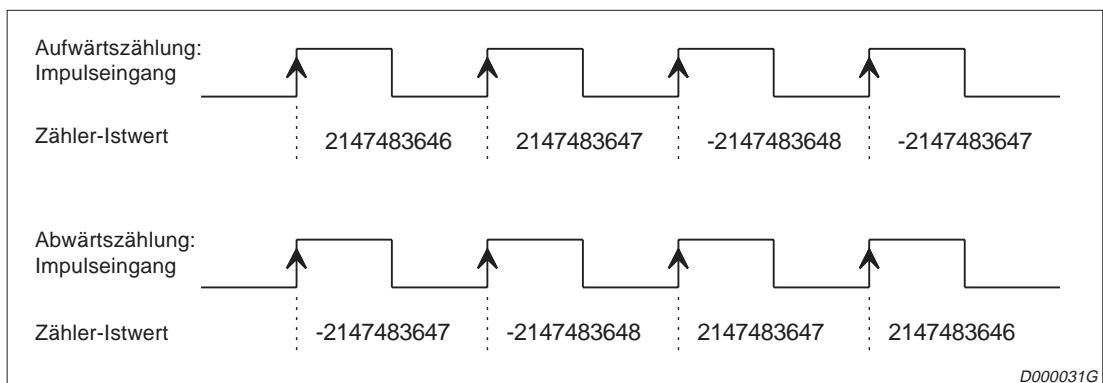 Aufwärtszählung:
Impulseingang
Zähler-Istwert 2147483646 2147483647 -2147483648 -2147483647
Abwärtszählung:
Impulseingang
Zähler-Istwert -2147483647 -2147483648 2147483647 2147483646
D000031G